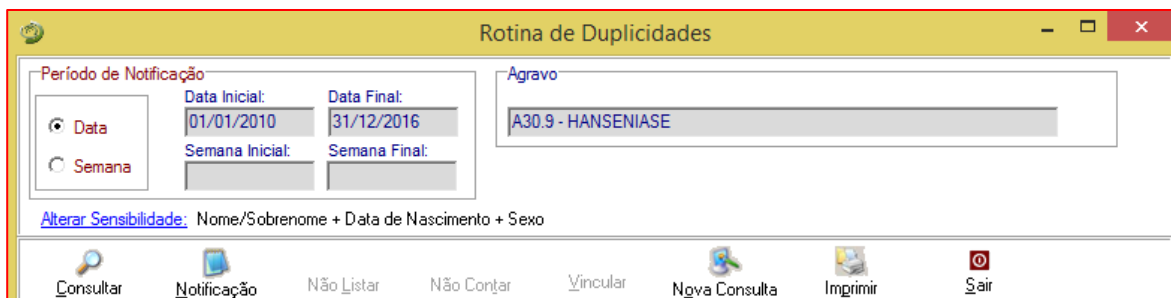 Rotina de Duplicidades
Período de Notificação
Agravo
Data Inicial: Data Final:
Data 01/01/2010 31/12/2016 A30.9 - HANSENIASE
Semana Inicial: Semana Final:
Semana
Alterar Sensibilidade: Nome/Sobrenome + Data de Nascimento + Sexo
Consultar Notificação Não Listar Não Contar Vincular Nova Consulta Imprimir Sair